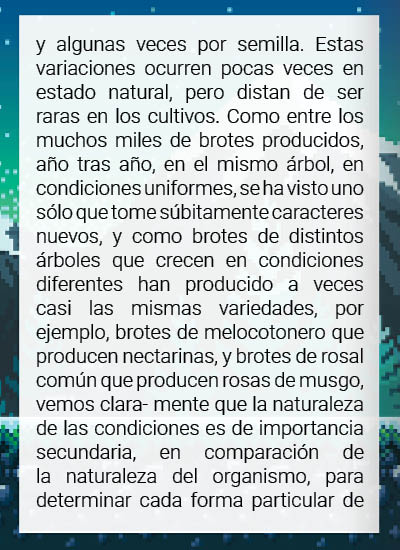 y algunas veces por semilla. Estas
variaciones ocurren pocas veces en
estado natural, pero distan de ser
raras en los cultivos. Como entre los
muchos miles de brotes producidos,
año tras año, en el mismo árbol, en
condiciones uniformes, se ha visto uno
sólo que tome súbitamente caracteres
nuevos, y como brotes de distintos
árboles que crecen en condiciones
diferentes han producido a veces
casi las mismas variedades, por
ejemplo, brotes de melocotonero que
producen nectarinas, y brotes de rosal
común que producen rosas de musgo,
vemos clara- mente que la naturaleza
de las condiciones es de importancia
secundaria, en comparación de
la naturaleza del organismo, para
determinar cada forma particular de